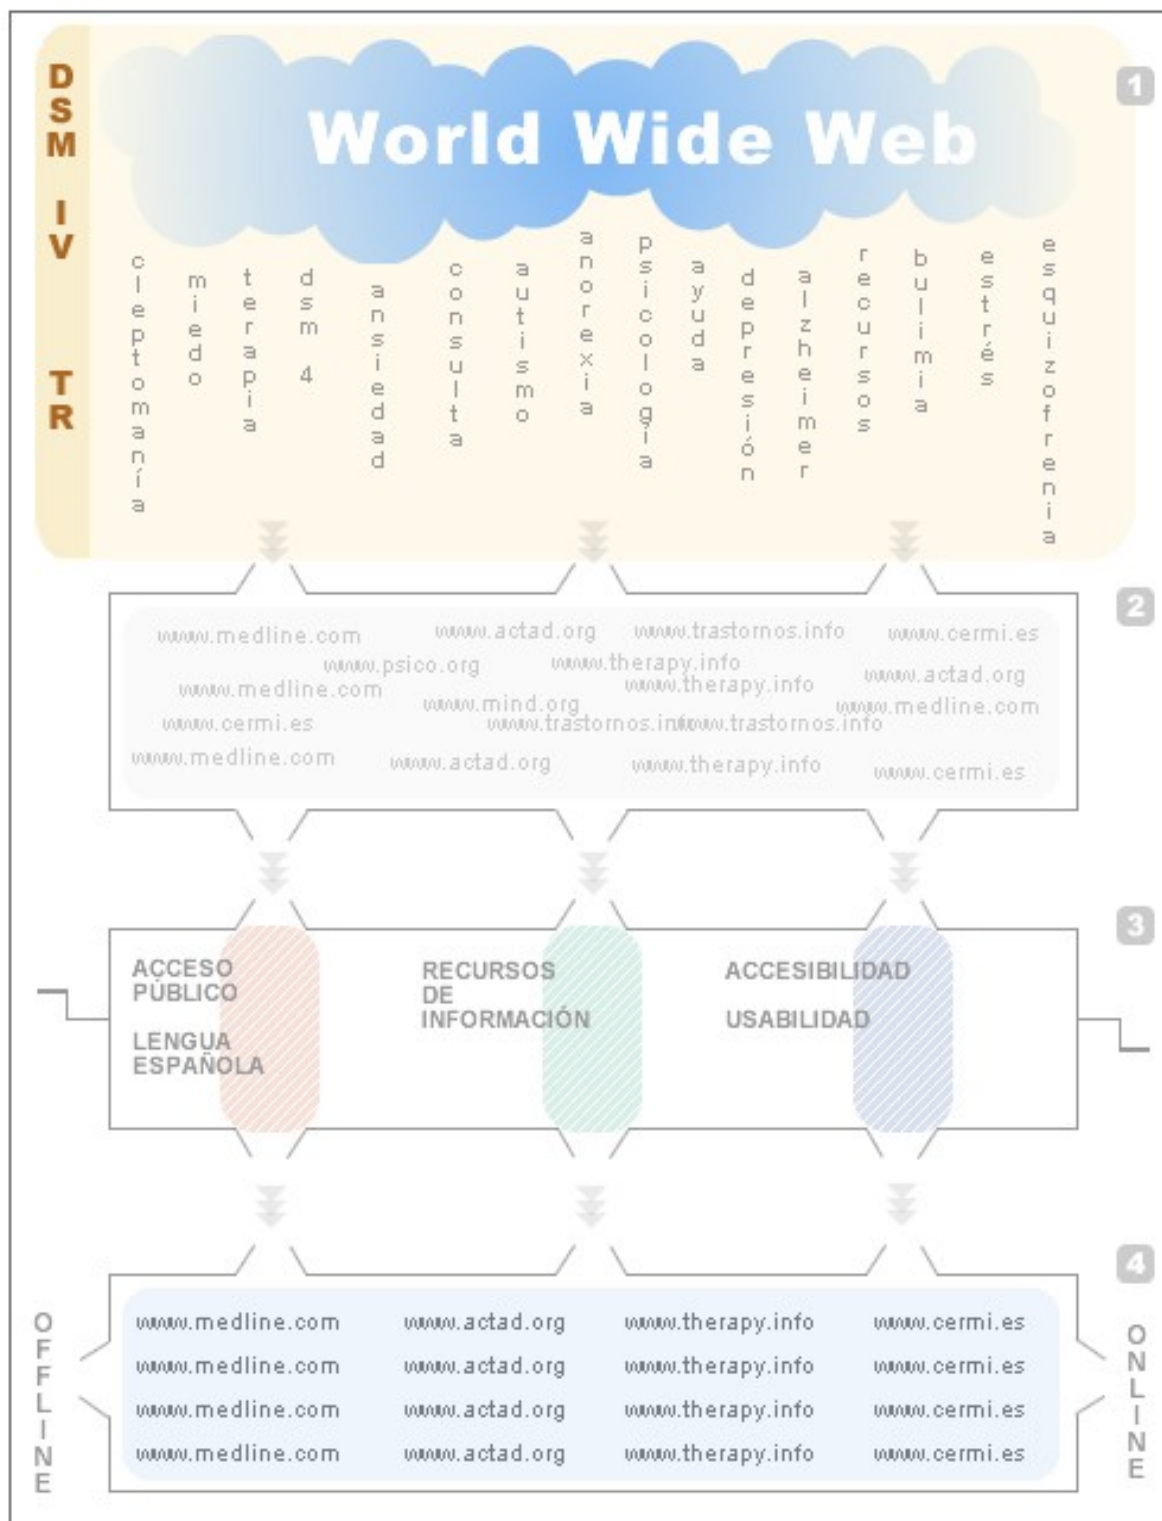 DSM IV TR
1
World Wide Web
cleptomanía
miedo
terapia
dsm 4
ansiedad
consulta
autismo
anorexia
psicología
ayuda
depresión
alzheimer
recursos
bulimia
estrés
esquizofrenia
2
www.medline.com www.actad.org www.trastornos.info www.cermi.es
www.psico.org www.therapy.info
www.medline.com www.therapy.info www.actad.org
www.mind.org www.medline.com
www.cermi.es www.trastornos.info www.trastornos.info
www.medline.com www.actad.org www.therapy.info www.cermi.es
3
ACCESO
PÚBLICO
LENGUA
ESPAÑOLA
RECURSOS
DE
INFORMACIÓN
ACCESIBILIDAD
USABILIDAD
4
OFFLINE
www.medline.com www.actad.org www.therapy.info www.cermi.es
www.medline.com www.actad.org www.therapy.info www.cermi.es
www.medline.com www.actad.org www.therapy.info www.cermi.es
www.medline.com www.actad.org www.therapy.info www.cermi.es
ONLINE